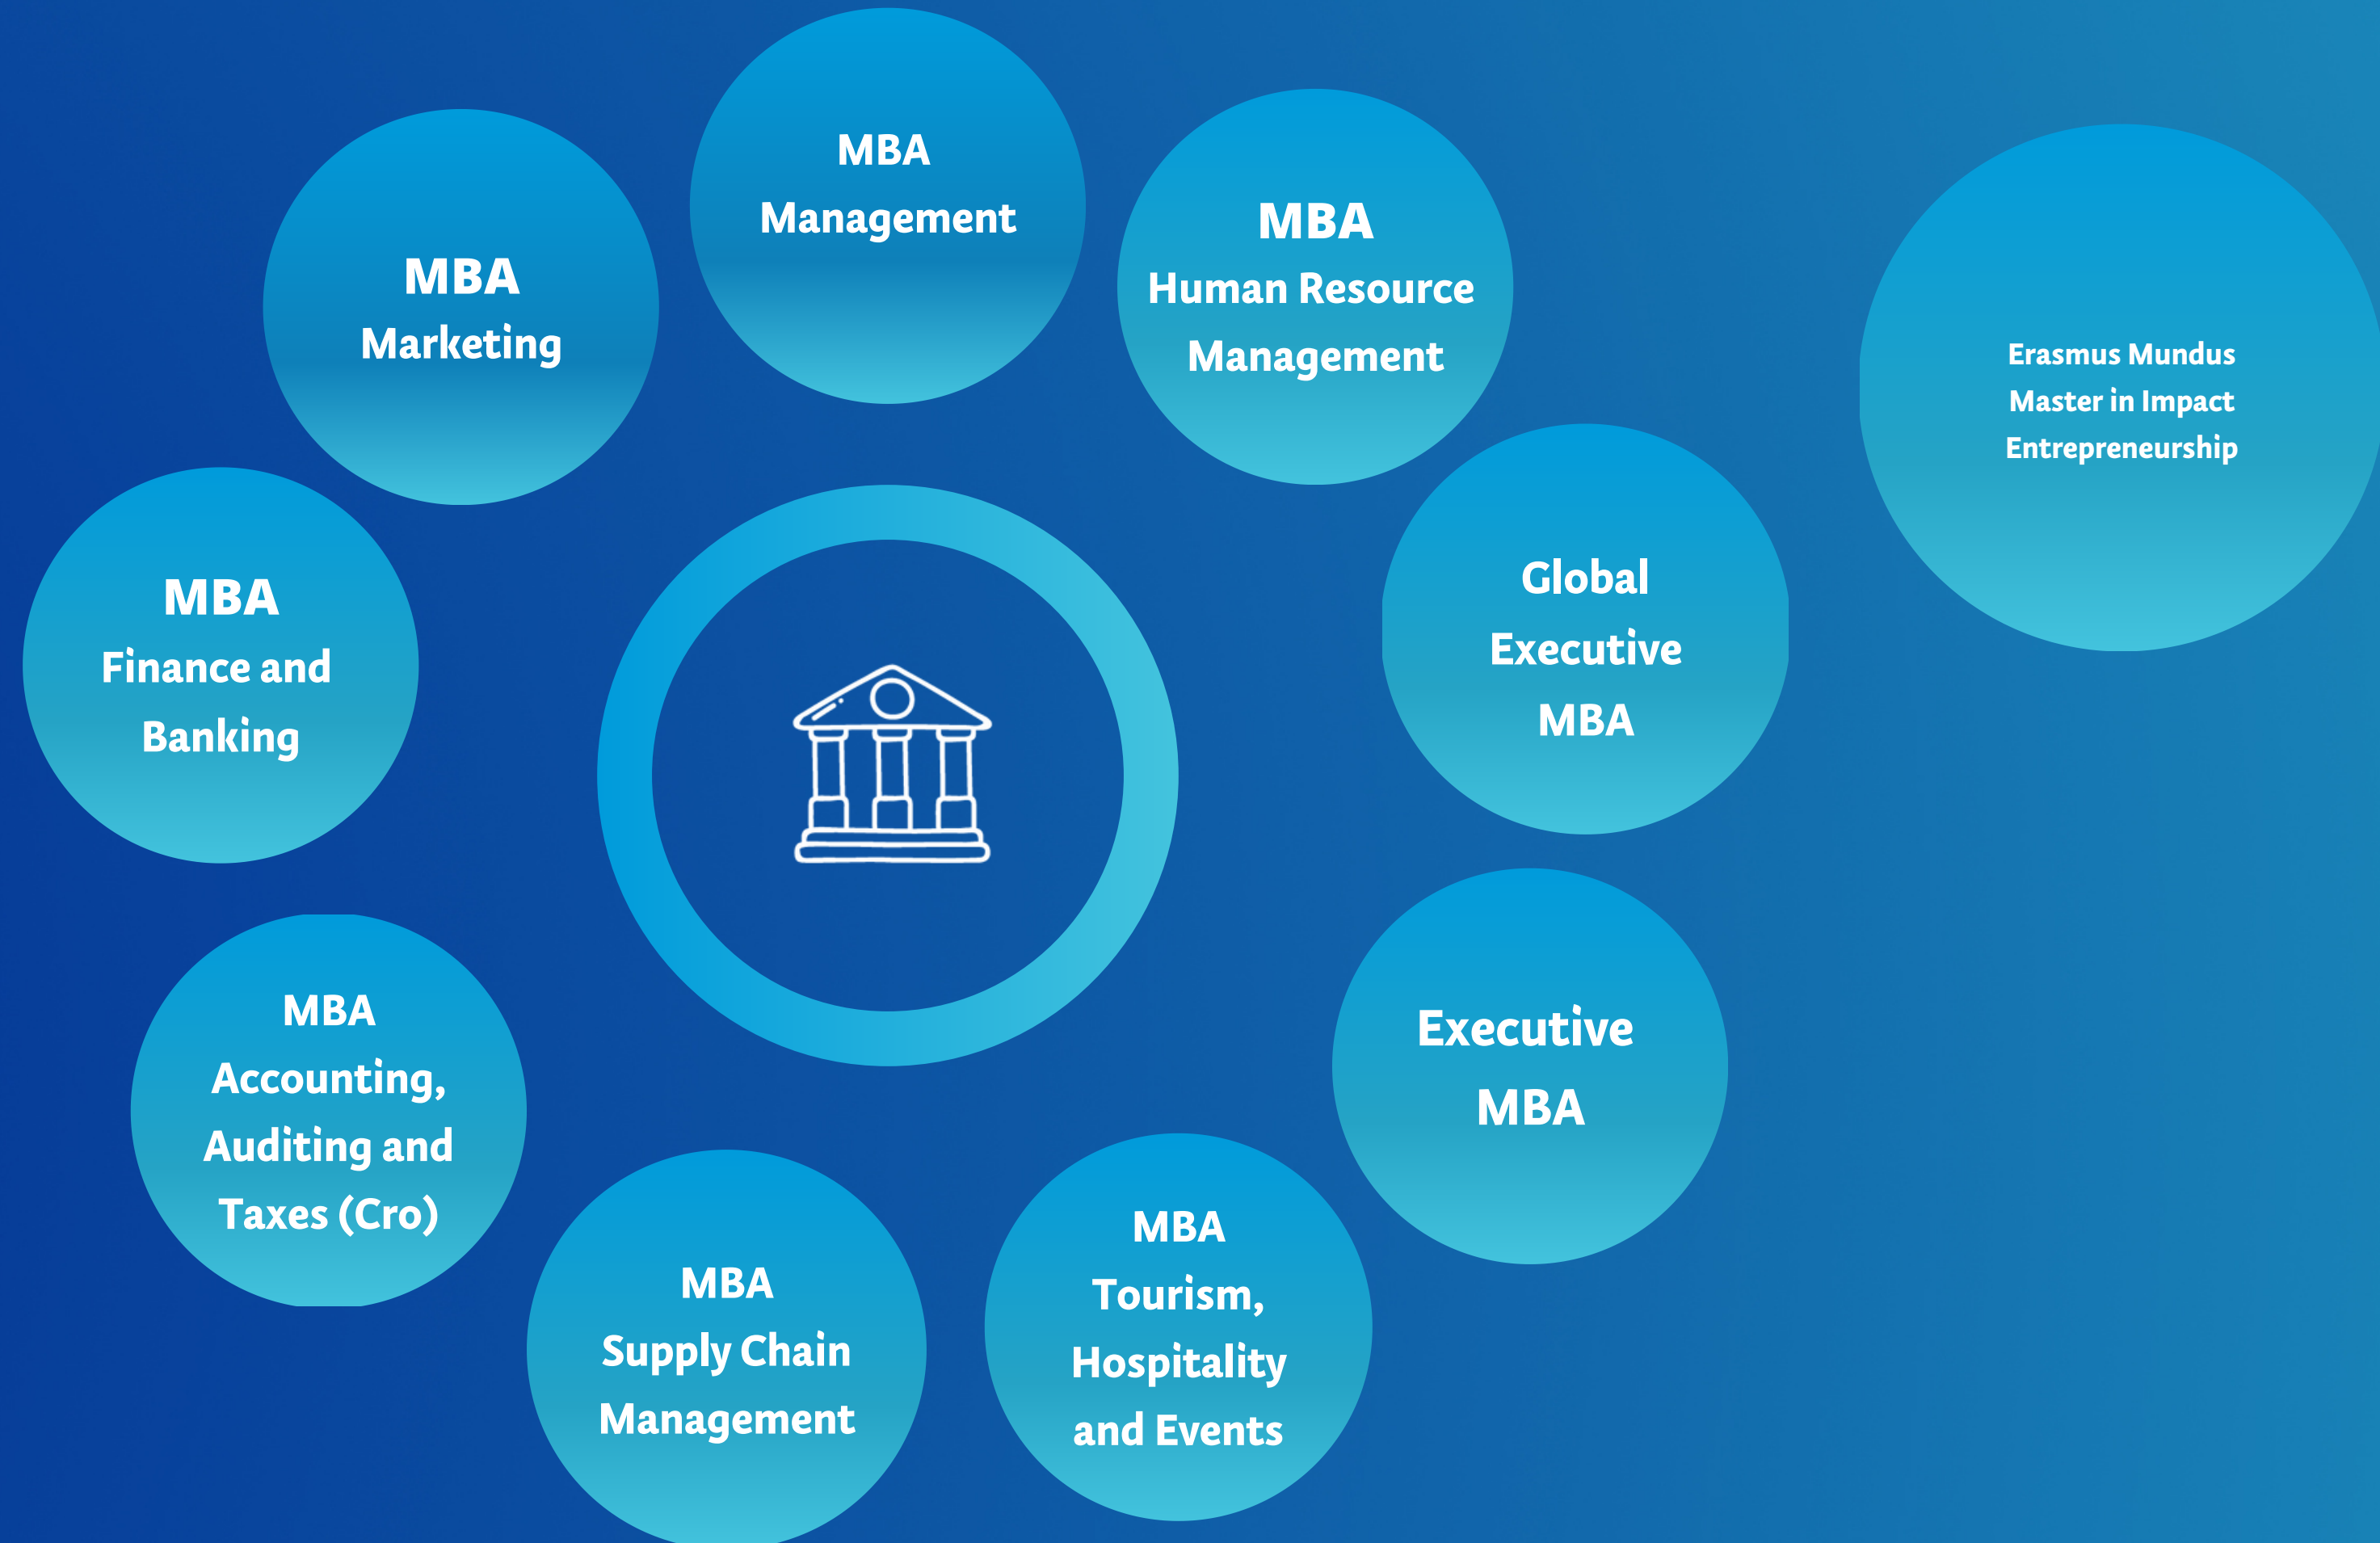 MBA
Management
MBA
Human Resource
Management
MBA
Marketing
Erasmus Mundus
Master in Impact
Entrepreneurship
Global
Executive
MBA
MBA
Finance and
Banking
Executive
MBA
MBA
Accounting,
Auditing and
Taxes (Cro)
MBA
Supply Chain
Management
MBA
Tourism,
Hospitality
and Events